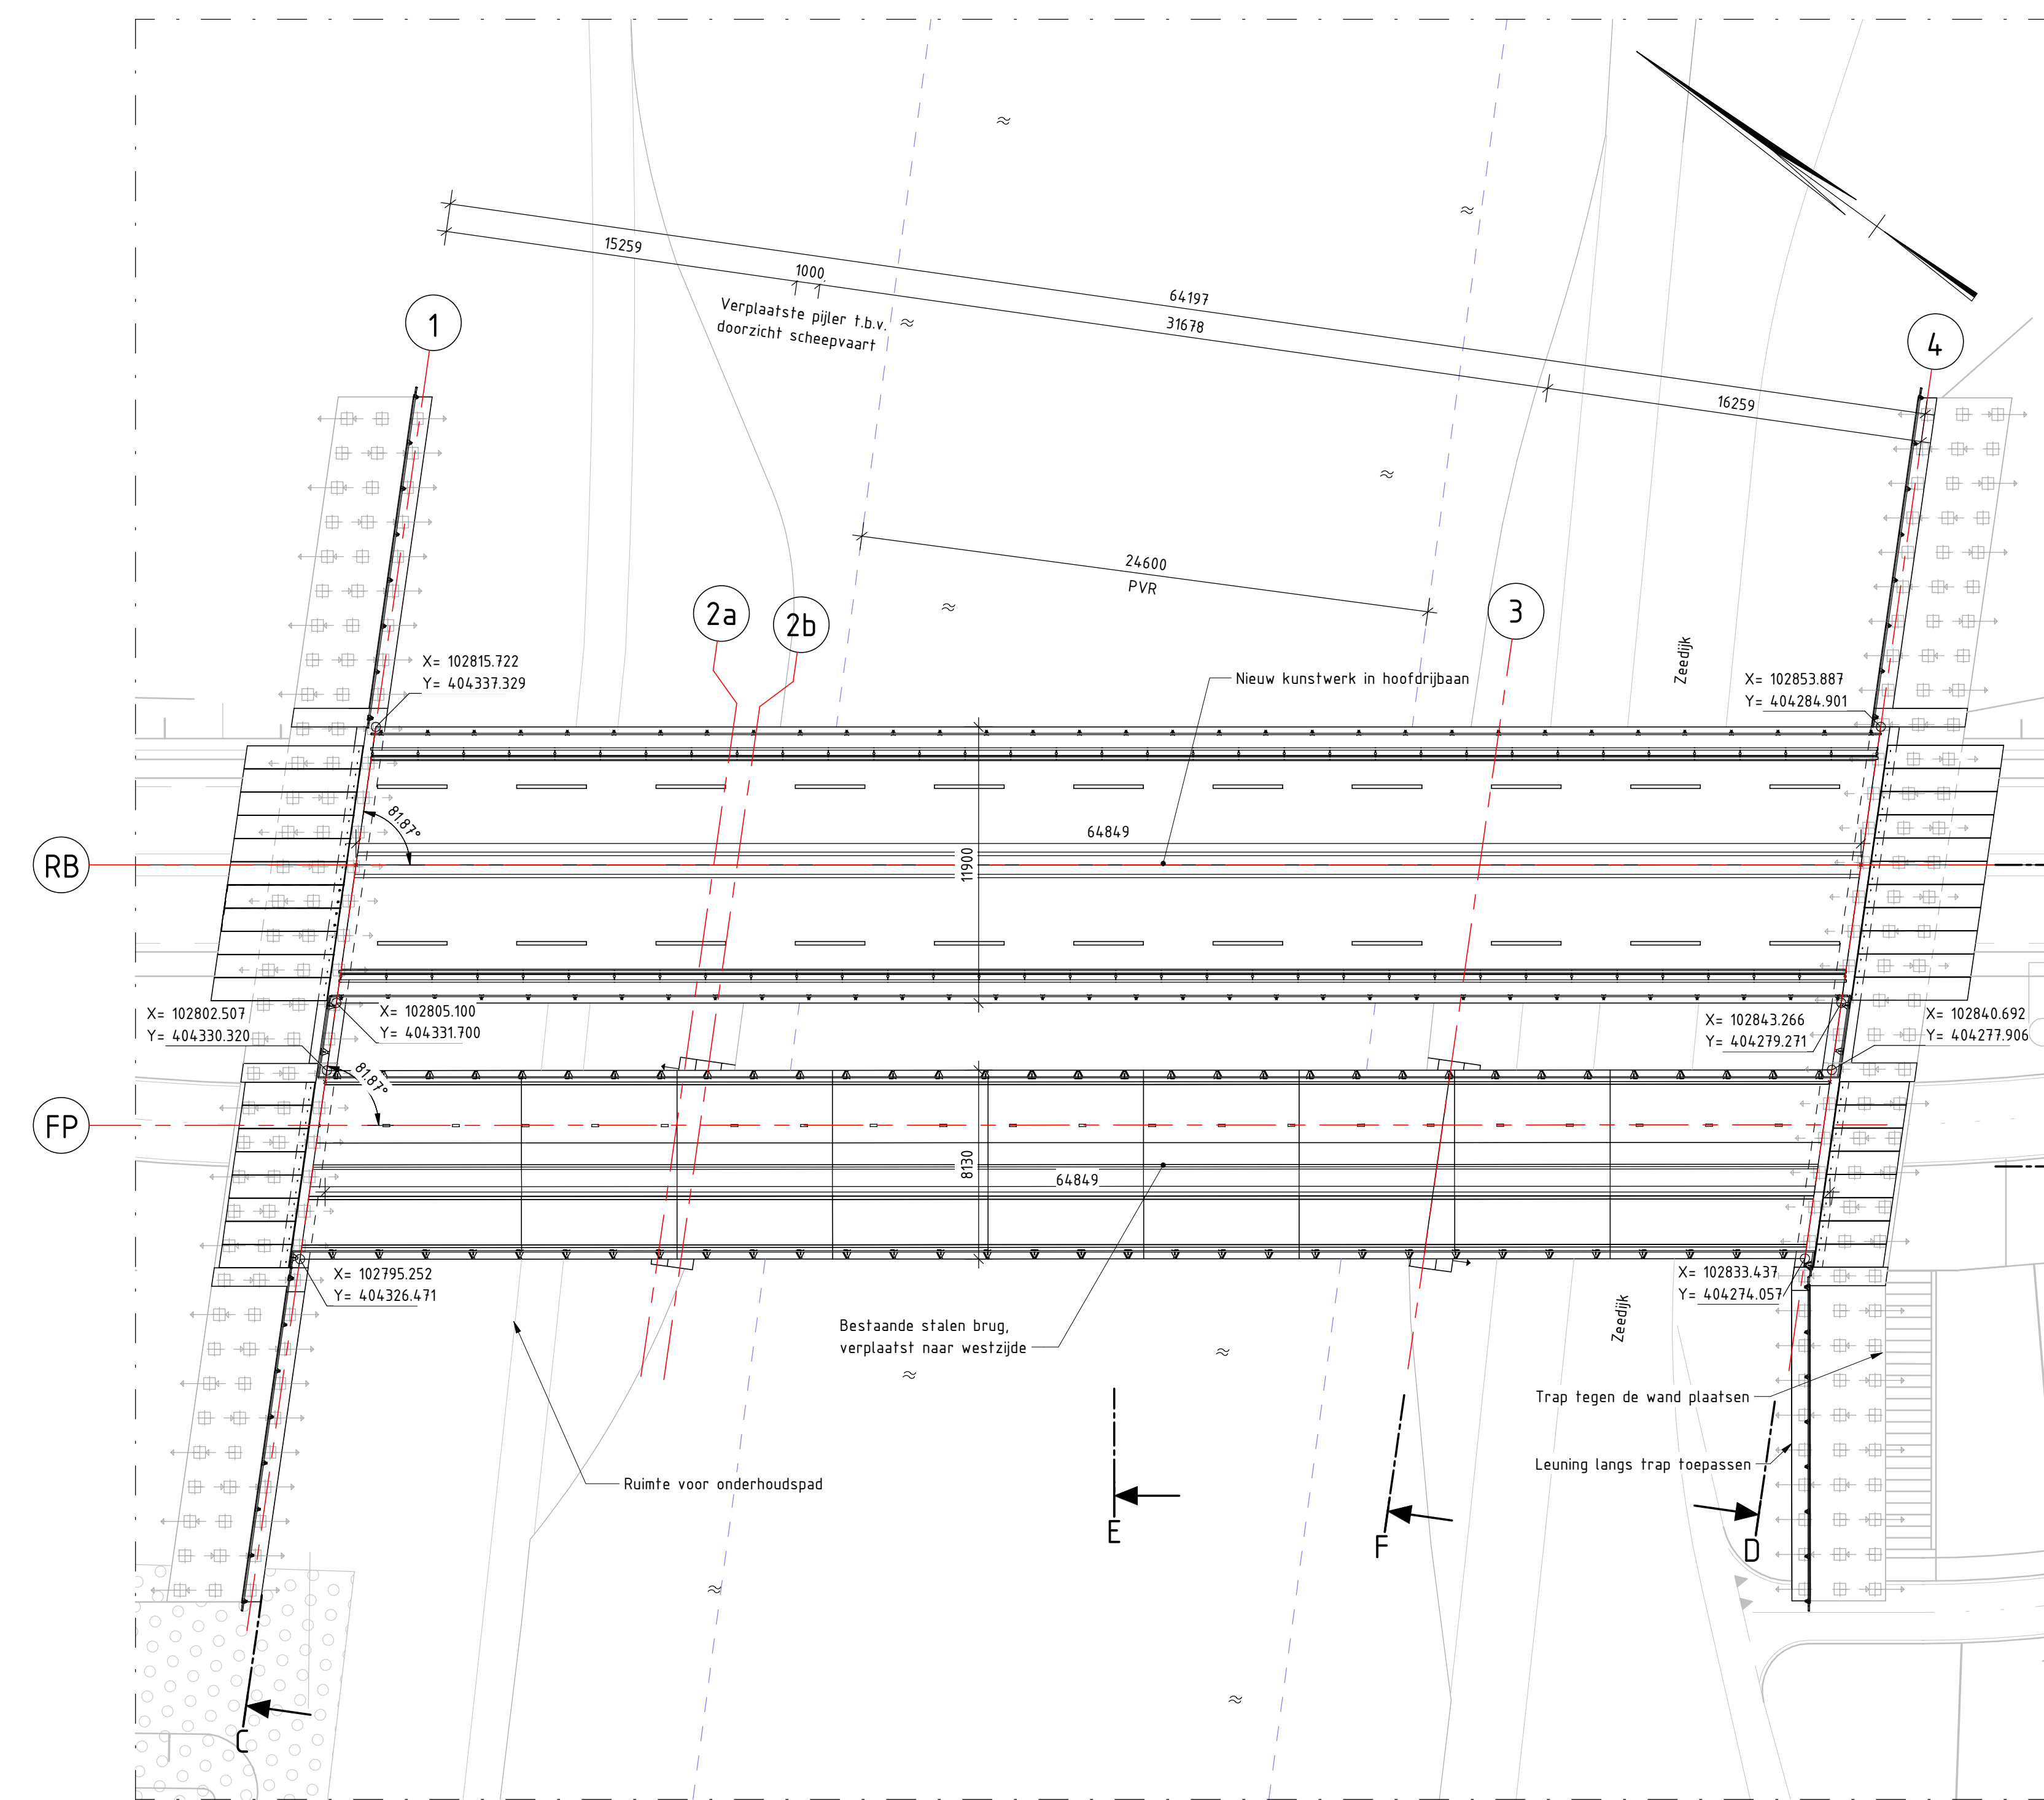 15259
1000
64197
31678
Verplaatste pijler t.b.v.
doorzicht scheepvaart
1
4
16259
24600
PVR
2a
2b
3
Zeedijk
X= 102815.722
Y= 404337.329
Nieuw kunstwerk in hoofdrijbaan
X= 102853.887
Y= 404284.901
81.87°
64849
RB
11900
X= 102802.507
Y= 404330.320
X= 102805.100
Y= 404331.700
X= 102843.266
Y= 404279.271
X= 102840.692
Y= 404277.906
81.87°
FP
8130
64849
X= 102795.252
Y= 404326.471
X= 102833.437
Y= 404274.057
Zeedijk
Bestaande stalen brug,
verplaatst naar westzijde
Trap tegen de wand plaatsen
Leuning langs trap toepassen
Ruimte voor onderhoudspad
E
F
D
C